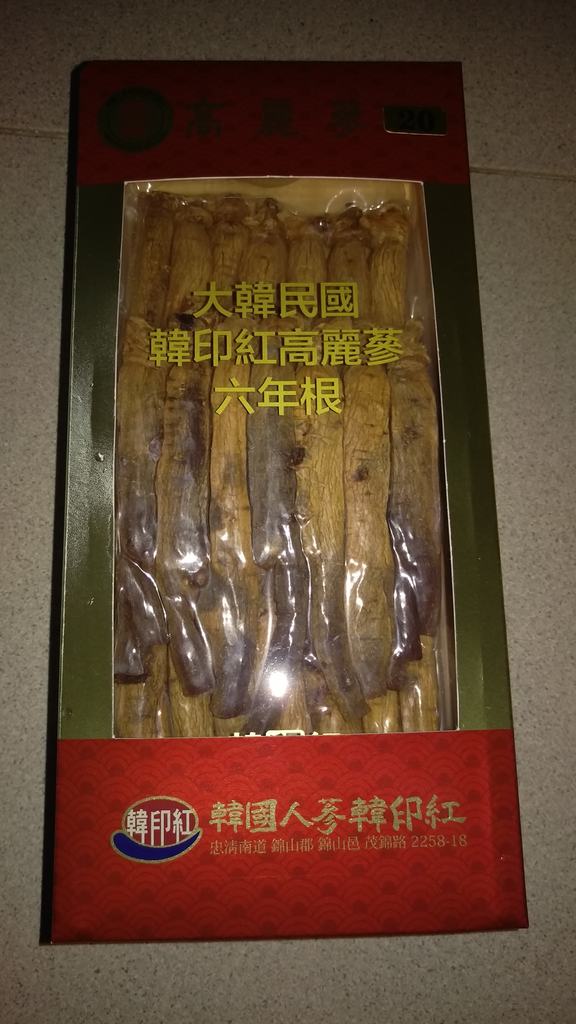 高麗蔘
20
大韓民國
韓印紅高麗蔘
六年根
韓印紅
韓國人蔘韓印紅
忠淸南道 錦山郡 錦山邑 茂錦路 2258-18